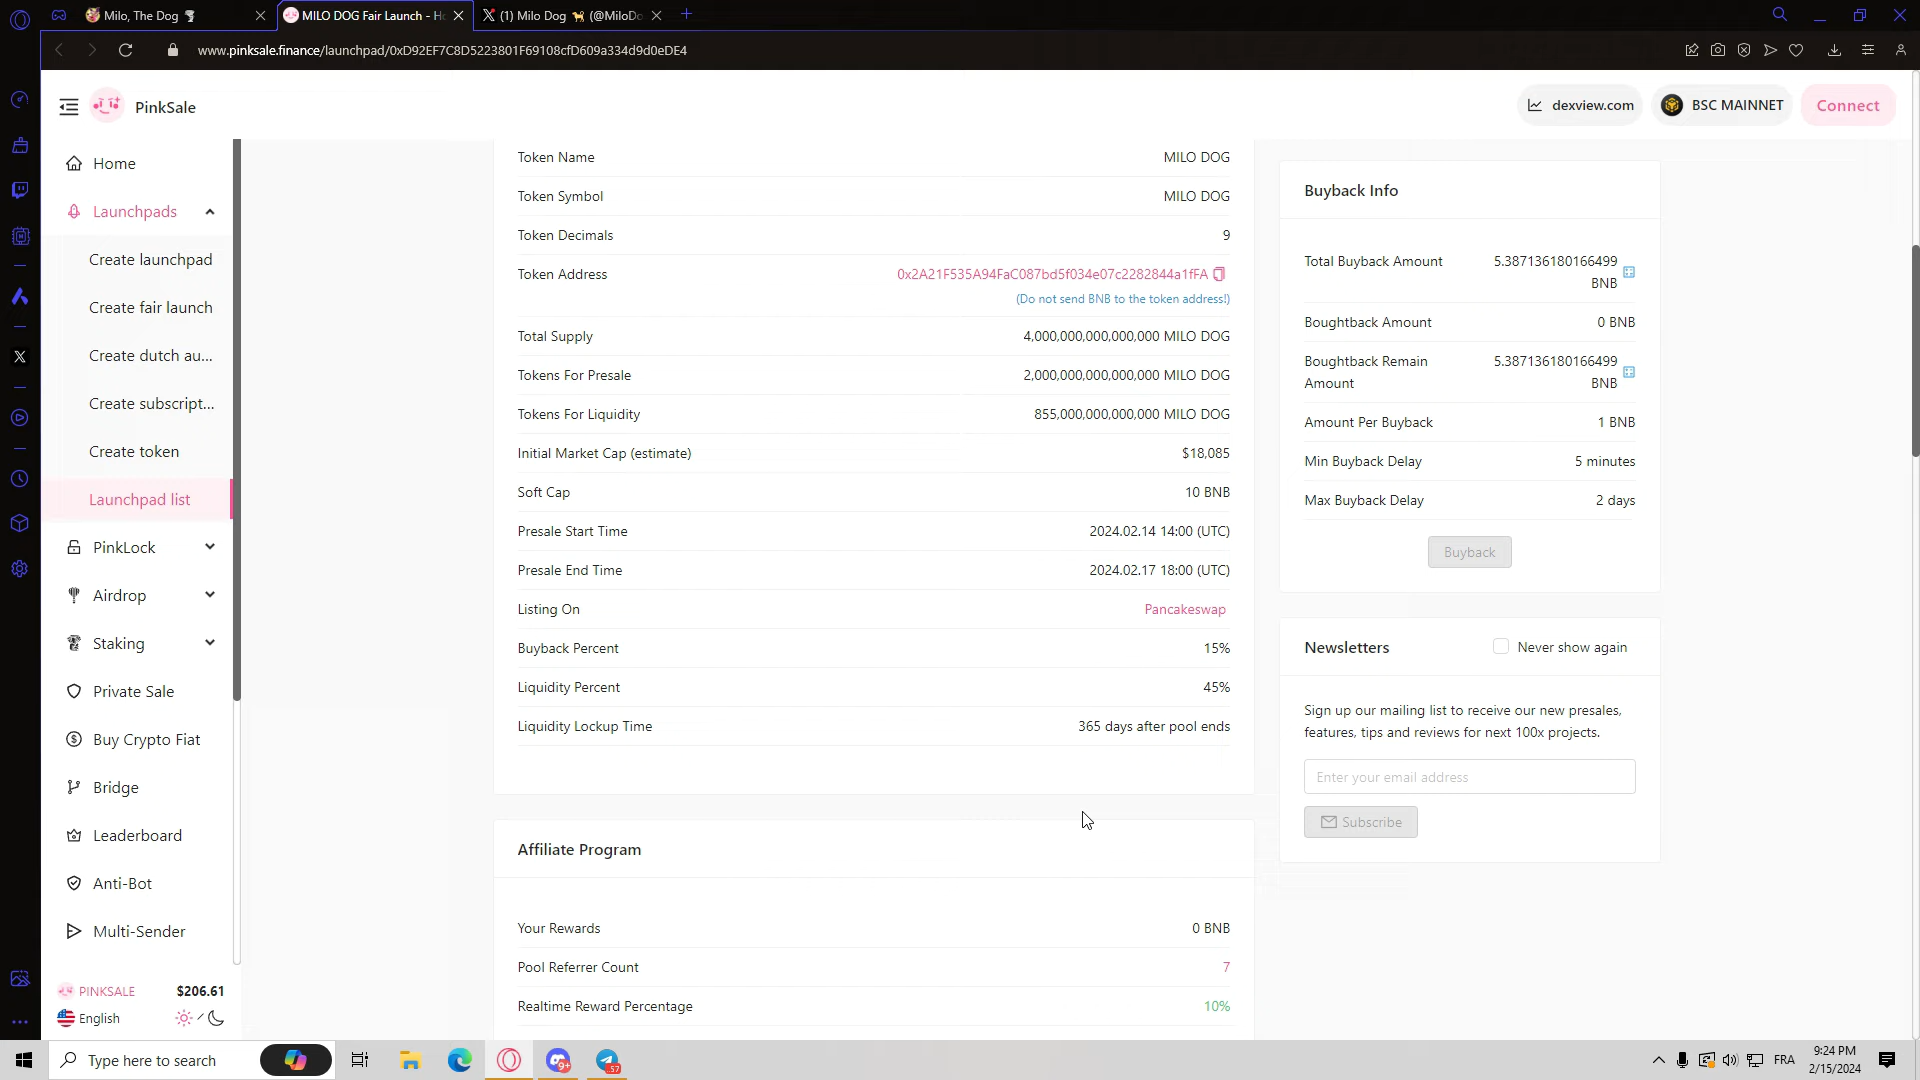 Milo, The Dog
MILO DOG Fair Launch - Ho
(1) Milo Dog 🐕 (@MiloDo
www.pinksale.finance/launchpad/0xD92EF7C8D5223801F69108cfD609a334d9d0eDE4
PinkSale
dexview.com
BSC MAINNET
Connect
Home
Launchpads
Create launchpad
Create fair launch
Create dutch au...
Create subscript...
Create token
Launchpad list
PinkLock
Airdrop
Staking
Private Sale
Buy Crypto Fiat
Bridge
Leaderboard
Anti-Bot
Multi-Sender
PINKSALE $206.61
English
Token Name MILO DOG
Token Symbol MILO DOG
Token Decimals 9
Token Address 0x2A21F535A94FaC087bd5f034e07c2282844a1fFA
(Do not send BNB to the token address!)
Total Supply 4,000,000,000,000,000 MILO DOG
Tokens For Presale 2,000,000,000,000,000 MILO DOG
Tokens For Liquidity 855,000,000,000,000 MILO DOG
Initial Market Cap (estimate) $18,085
Soft Cap 10 BNB
Presale Start Time 2024.02.14 14:00 (UTC)
Presale End Time 2024.02.17 18:00 (UTC)
Listing On Pancakeswap
Buyback Percent 15%
Liquidity Percent 45%
Liquidity Lockup Time 365 days after pool ends
Affiliate Program
Your Rewards 0 BNB
Pool Referrer Count 7
Realtime Reward Percentage 10%
Buyback Info
Total Buyback Amount 5.387136180166499
BNB
Boughtback Amount 0 BNB
Boughtback Remain 5.387136180166499
Amount BNB
Amount Per Buyback 1 BNB
Min Buyback Delay 5 minutes
Max Buyback Delay 2 days
Buyback
Newsletters Never show again
Sign up our mailing list to receive our new presales,
features, tips and reviews for next 100x projects.
Enter your email address
Subscribe
Type here to search
9+
57
FRA
9:24 PM
2/15/2024